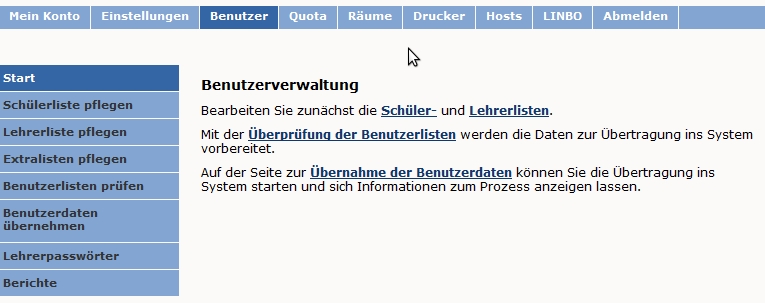 Mein Konto Einstellungen Benutzer Quota Räume Drucker Hosts LINBO Abmelden
Start
Schülerliste pflegen
Lehrerliste pflegen
Extralisten pflegen
Benutzerlisten prüfen
Benutzerdaten
übernehmen
Lehrerpasswörter
Berichte
Benutzerverwaltung
Bearbeiten Sie zunächst die Schüler- und Lehrerlisten.
Mit der Überprüfung der Benutzerlisten werden die Daten zur Übertragung ins System
vorbereitet.
Auf der Seite zur Übernahme der Benutzerdaten können Sie die Übertragung ins
System starten und sich Informationen zum Prozess anzeigen lassen.